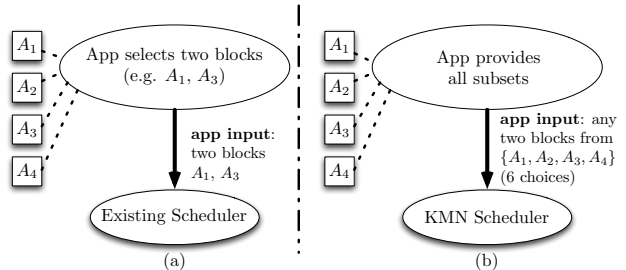 A1
A2
A3
A4
App selects two blocks
(e.g. A1, A3)
app input:
two blocks
A1, A3
Existing Scheduler
(a)
A1
A2
A3
A4
App provides
all subsets
app input: any
two blocks from
{A1, A2, A3, A4}
(6 choices)
KMN Scheduler
(b)